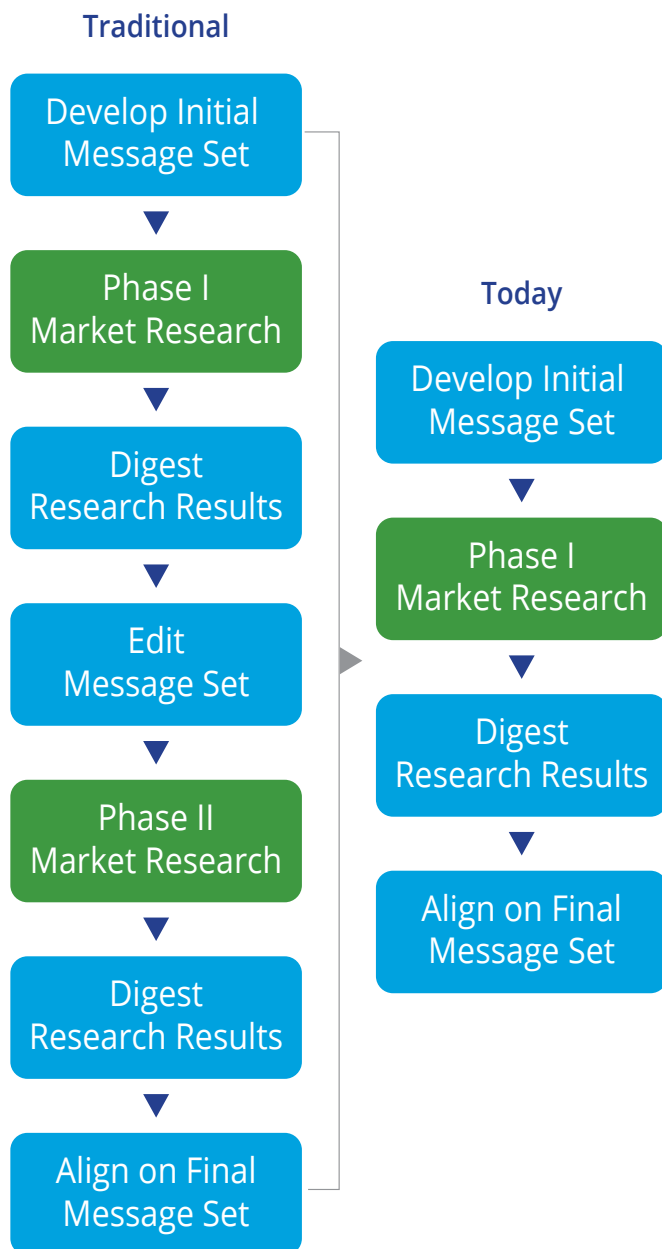 Traditional
Develop Initial
Message Set
Phase I
Market Research
Digest
Research Results
Edit
Message Set
Phase II
Market Research
Digest
Research Results
Align on Final
Message Set
Today
Develop Initial
Message Set
Phase I
Market Research
Digest
Research Results
Align on Final
Message Set